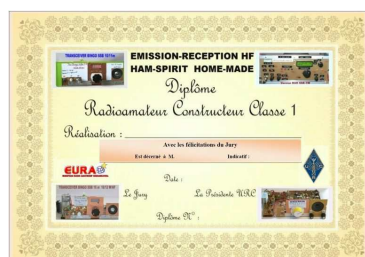 EMISSION-RECEPTION HF
HAM-SPIRIT HOME-MADE
Diplôme
Radioamateur Constructeur Classe 1
Réalisation :
Avec les félicitations du Jury
Est décerné à M.
Indicatif :
EURAO
Date :
Le Jury
La Présidente URC
Diplôme N° :